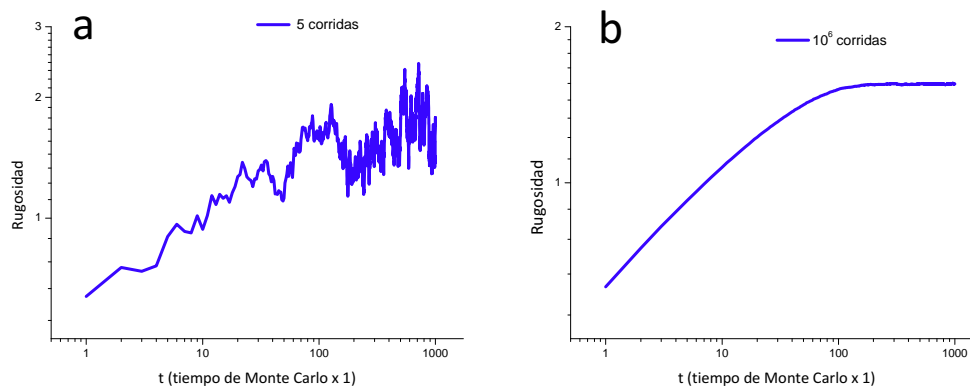 a
5 corridas
3
2
1
Rugosidad
1
10
100
1000
t (tiempo de Monte Carlo x 1)
b
10⁶ corridas
2
1
Rugosidad
1
10
100
1000
t (tiempo de Monte Carlo x 1)